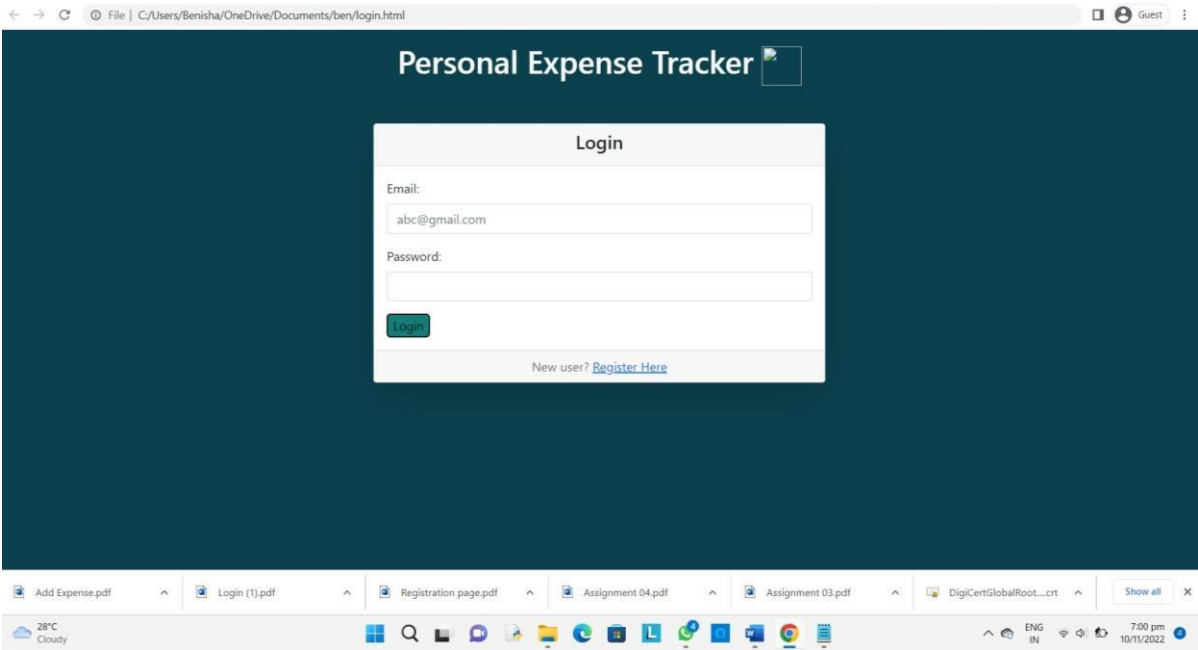 File | C:/Users/Benisha/OneDrive/Documents/ben/login.html
Guest
Personal Expense Tracker
Login
Email:
abc@gmail.com
Password:
Login
New user? Register Here
Add Expense.pdf
Login (1).pdf
Registration page.pdf
Assignment 04.pdf
Assignment 03.pdf
DigiCertGlobalRoot....crt
Show all
28°C
Cloudy
L
4
ENG
IN
7:00 pm
10/11/2022
4